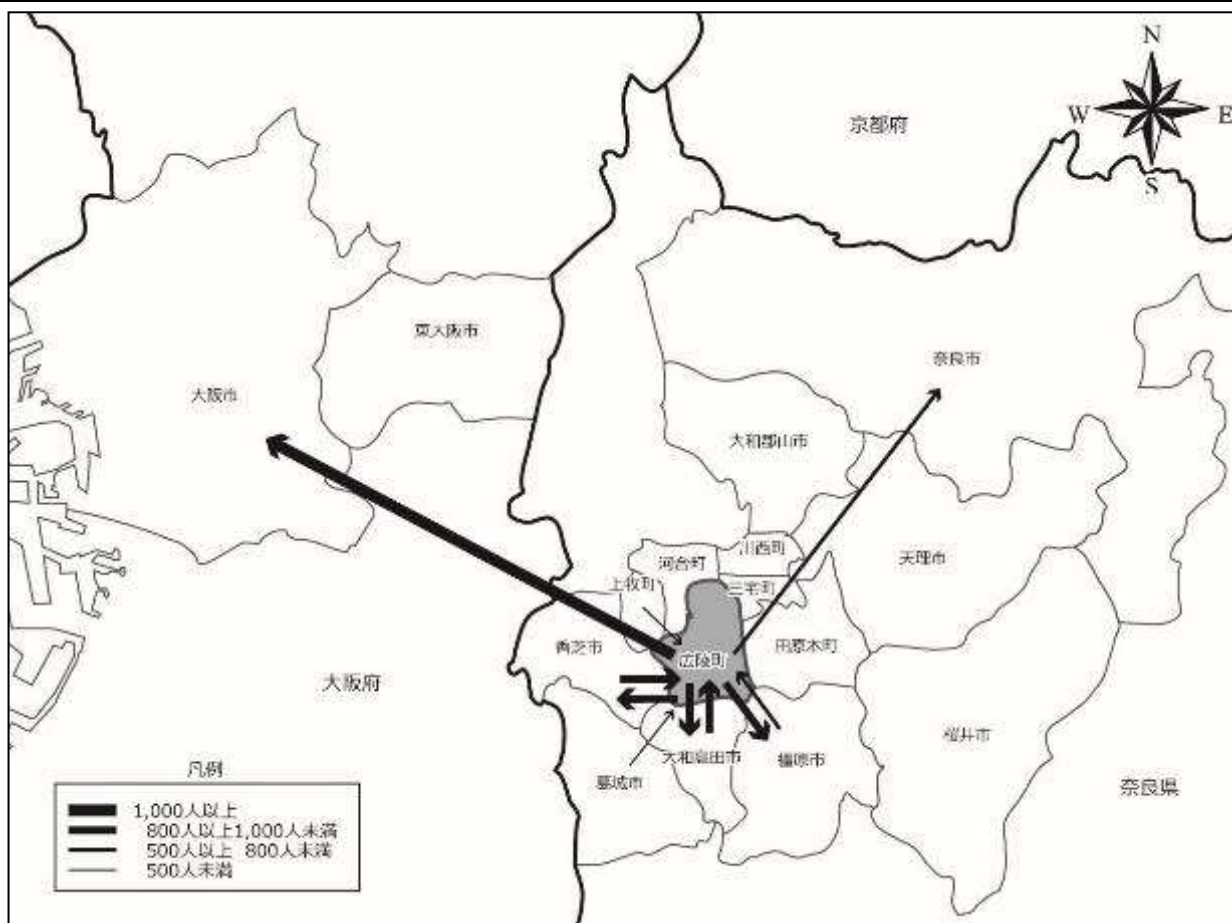 N
京都府
W
E
S
東大阪市
奈良市
大阪市
大和郡山市
川西町
河合町
天理市
上牧町
三宅町
香芝市
田原本町
広陵町
大阪府
桜井市
大和高田市
橿原市
葛城市
奈良県
凡例
1,000人以上
800人以上1,000人未満
500人以上 800人未満
500人未満